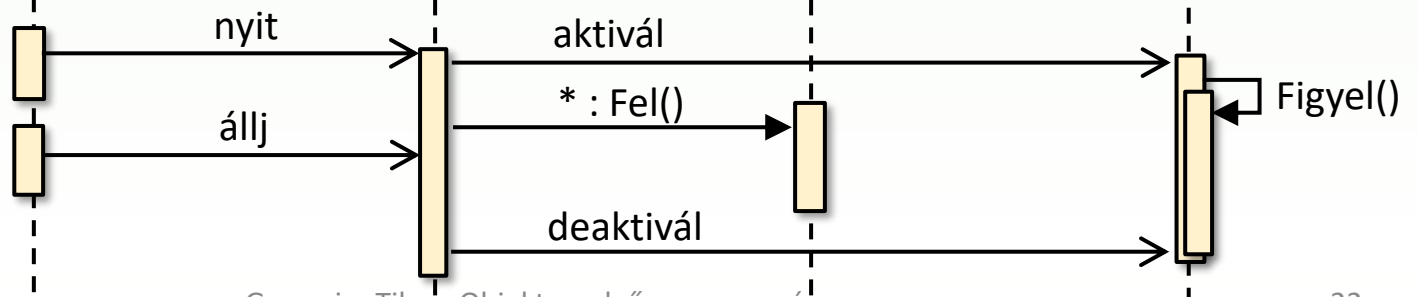 nyit
aktivál
* : Fel()
Figyel()
állj
deaktivál